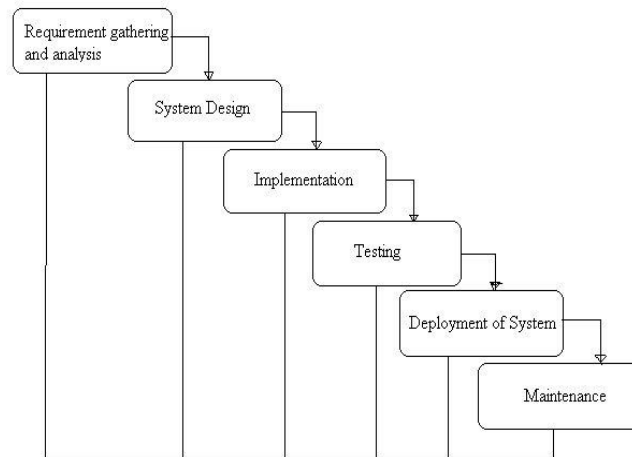 Requirement gathering
and analysis
System Design
Implementation
Testing
Deployment of System
Maintenance